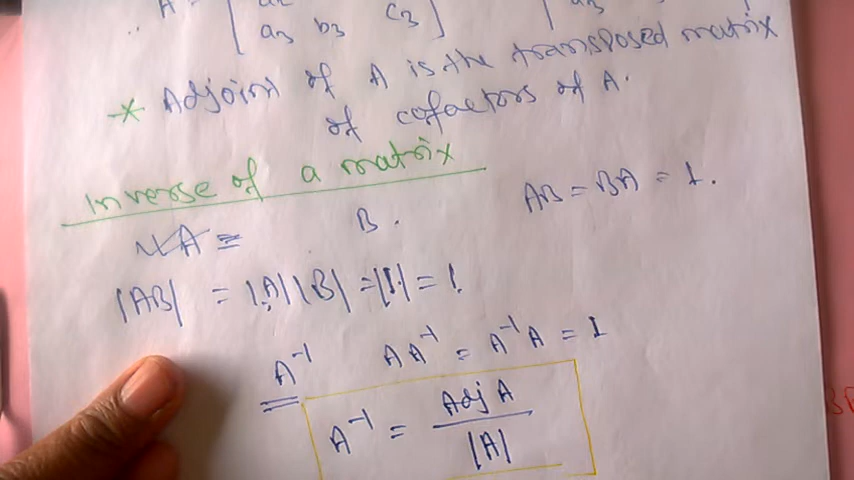 a3 b3 c3
* Adjoint of A is the transposed matrix
of cofactors of A.
Inverse of a matrix
B. AB = BA = I.
|AB| = |A| |B| = |I| = 1.
A⁻¹ AA⁻¹ = A⁻¹A = I
A⁻¹ = Adj A / |A|